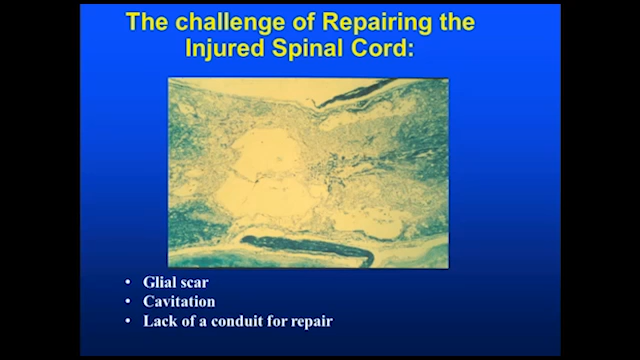 The challenge of Repairing the
Injured Spinal Cord:
• Glial scar
• Cavitation
• Lack of a conduit for repair